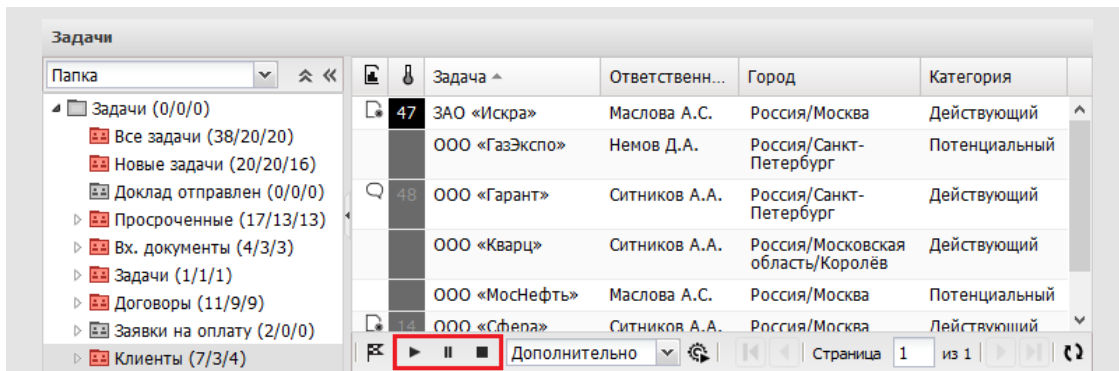 Задачи
Папка
Задачи (0/0/0)
Все задачи (38/20/20)
Новые задачи (20/20/16)
Доклад отправлен (0/0/0)
Просроченные (17/13/13)
Вх. документы (4/3/3)
Задачи (1/1/1)
Договоры (11/9/9)
Заявки на оплату (2/0/0)
Клиенты (7/3/4)
Задача Ответственн... Город Категория
47 ЗАО «Искра» Маслова А.С. Россия/Москва Действующий
ООО «ГазЭкспо» Немов Д.А. Россия/Санкт-
Петербург Потенциальный
48 ООО «Гарант» Ситников А.А. Россия/Санкт-
Петербург Действующий
ООО «Кварц» Ситников А.А. Россия/Московская
область/Королёв Действующий
ООО «МосНефть» Маслова А.С. Россия/Москва Потенциальный
14 ООО «Сфера» Ситников А.А. Россия/Москва Действующий
Дополнительно Страница 1 из 1